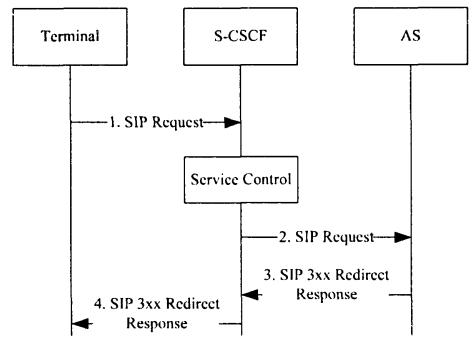 Terminal
S-CSCF
AS
1. SIP Request
Service Control
2. SIP Request
3. SIP 3xx Redirect
Response
4. SIP 3xx Redirect
Response